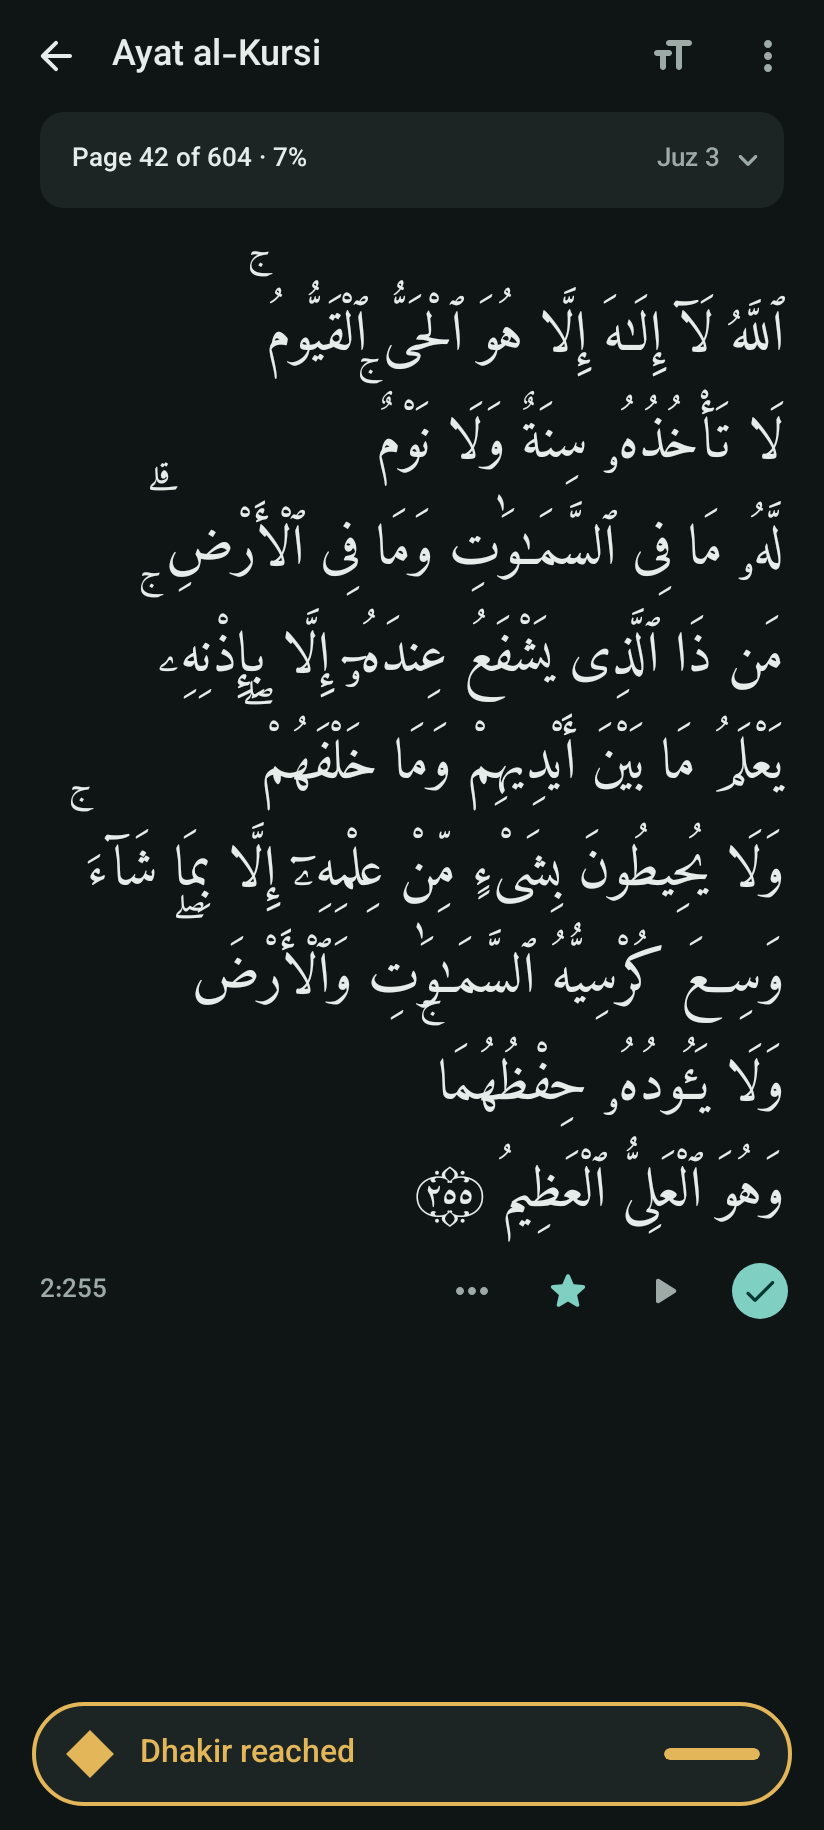 Ayat al-Kursi
Page 42 of 604 · 7%
Juz 3
ٱللَّهُ لَآ إِلَـٰهَ إِلَّا هُوَ ٱلْحَىُّ ٱلْقَيُّومُ ۚ
لَا تَأْخُذُهُۥ سِنَةٌ وَلَا نَوْمٌ ۚ
لَّهُۥ مَا فِى ٱلسَّمَـٰوَٰتِ وَمَا فِى ٱلْأَرْضِ ۗ
مَن ذَا ٱلَّذِى يَشْفَعُ عِندَهُۥٓ إِلَّا بِإِذْنِهِۦ ۚ
يَعْلَمُ مَا بَيْنَ أَيْدِيهِمْ وَمَا خَلْفَهُمْ ۖ
وَلَا يُحِيطُونَ بِشَىْءٍ مِّنْ عِلْمِهِۦٓ إِلَّا بِمَا شَآءَ ۚ
وَسِعَ كُرْسِيُّهُ ٱلسَّمَـٰوَٰتِ وَٱلْأَرْضَ ۖ
وَلَا يَـُٔودُهُۥ حِفْظُهُمَا ۚ
وَهُوَ ٱلْعَلِىُّ ٱلْعَظِيمُ ٢٥٥
2:255
Dhakir reached